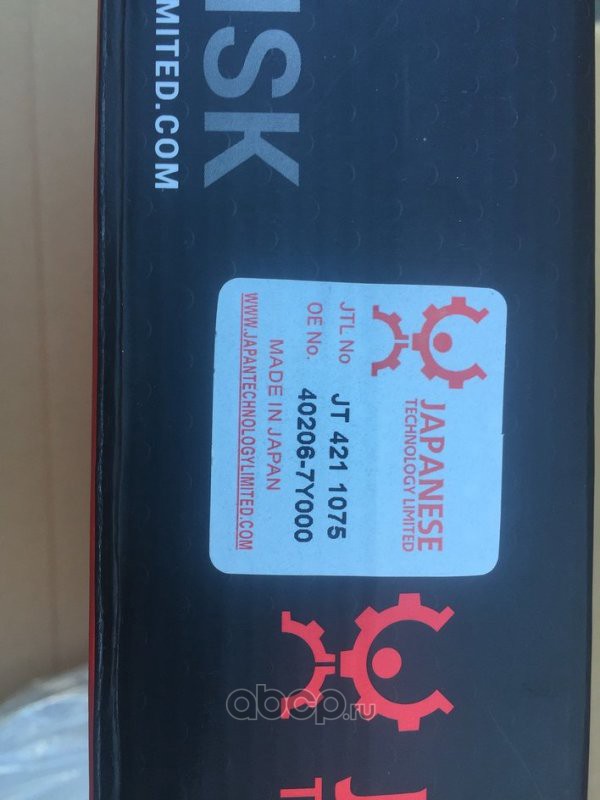 ISK
MITED.COM
JAPANESE
TECHNOLOGY LIMITED
JTL No JT 421 1075
OE No. 40206-7Y000
MADE IN JAPAN
WWW.JAPANTECHNOLOGYLIMITED.COM
abcp.ru